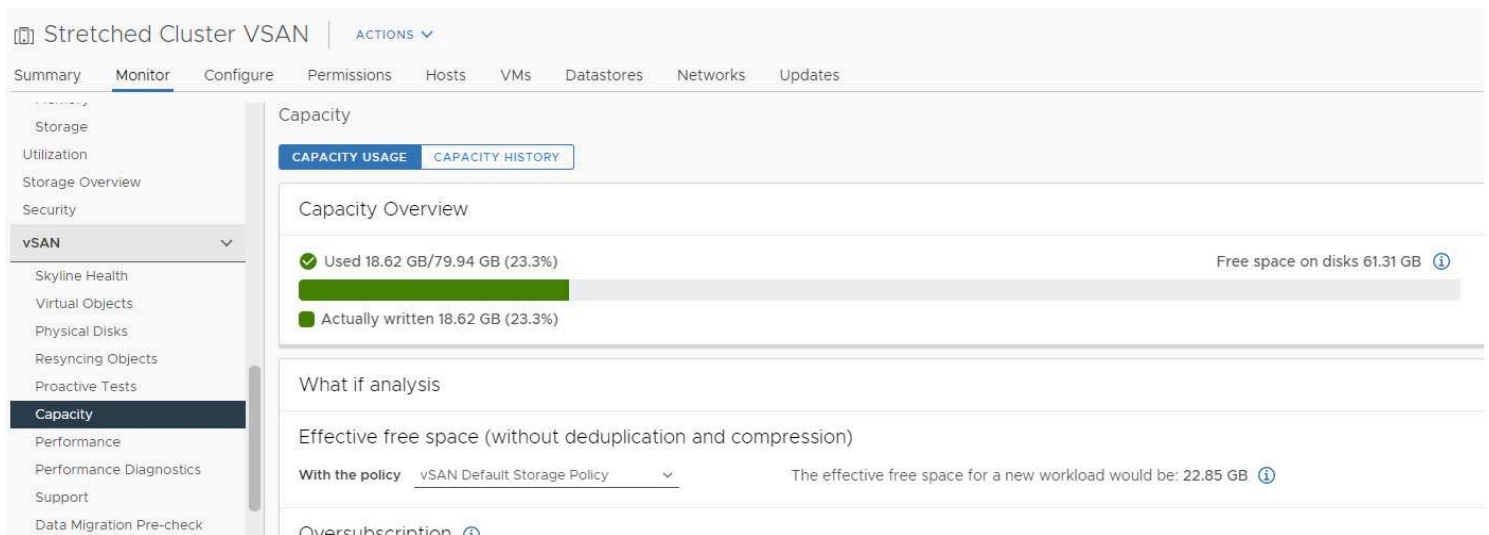 Stretched Cluster VSAN ACTIONS
Summary Monitor Configure Permissions Hosts VMs Datastores Networks Updates
Storage
Utilization
Storage Overview
Security
vSAN
Skyline Health
Virtual Objects
Physical Disks
Resyncing Objects
Proactive Tests
Capacity
Performance
Performance Diagnostics
Support
Data Migration Pre-check
Capacity
CAPACITY USAGE CAPACITY HISTORY
Capacity Overview
Used 18.62 GB/79.94 GB (23.3%) Free space on disks 61.31 GB
Actually written 18.62 GB (23.3%)
What if analysis
Effective free space (without deduplication and compression)
With the policy vSAN Default Storage Policy The effective free space for a new workload would be: 22.85 GB
Oversubscription